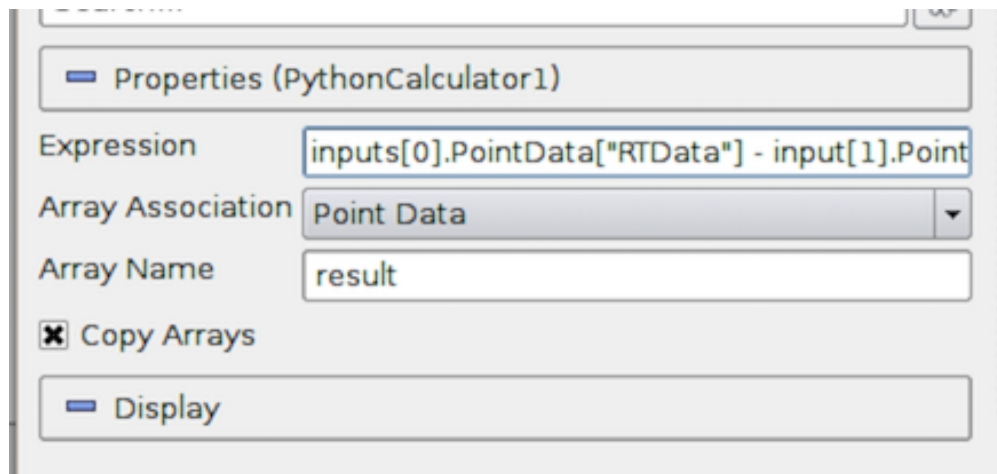 Properties (PythonCalculator1)
Expression
inputs[0].PointData["RTData"] - input[1].Point
Array Association
Point Data
Array Name
result
Copy Arrays
Display